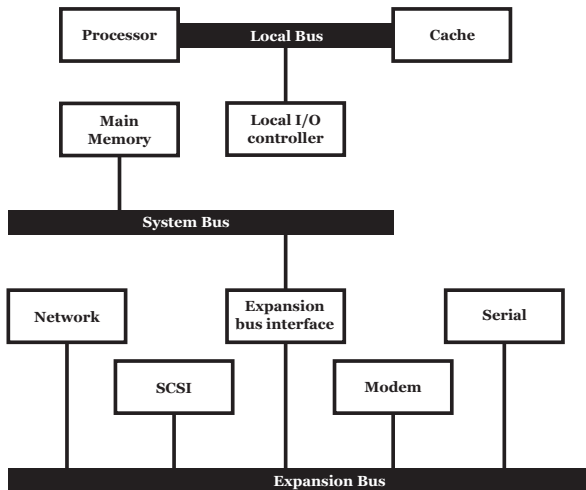 Processor
Local Bus
Cache
Main
Memory
Local I/O
controller
System Bus
Network
Expansion
bus interface
Serial
SCSI
Modem
Expansion Bus